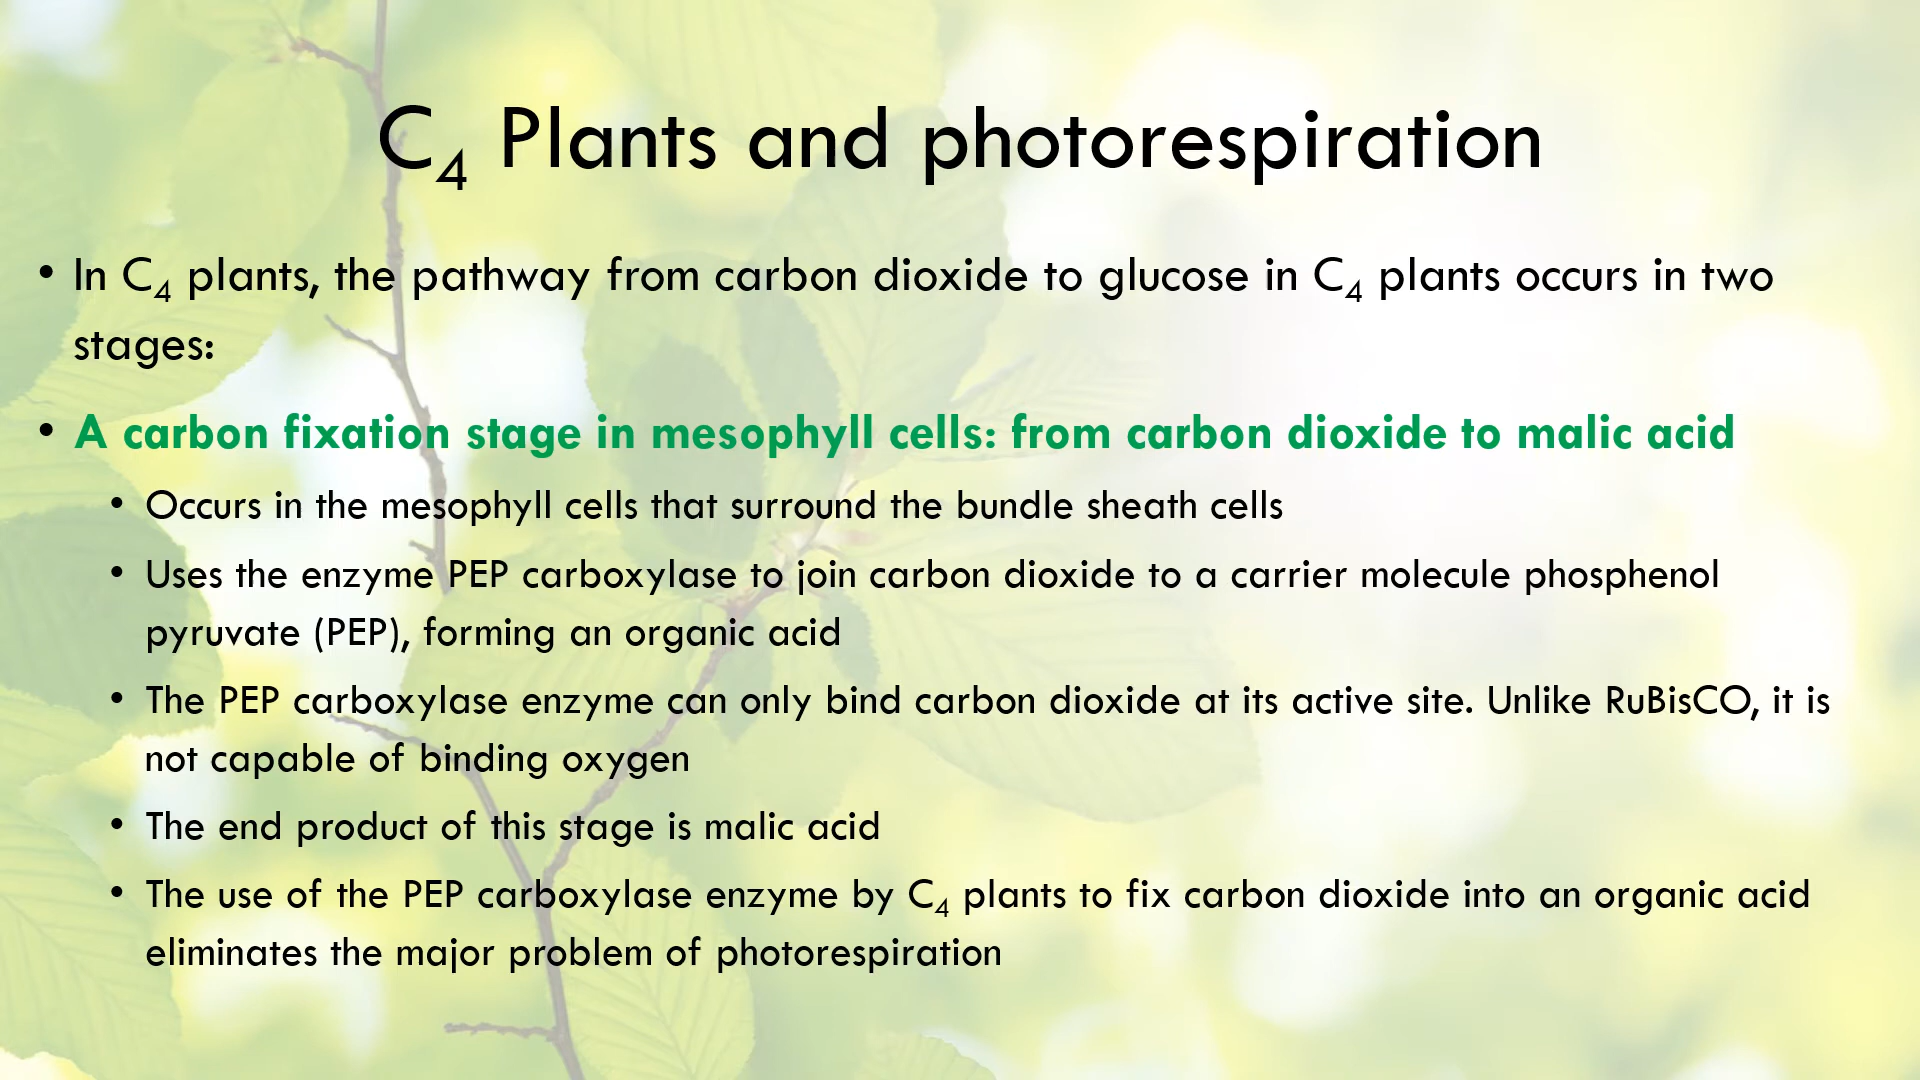 C₄ Plants and photorespiration
• In C₄ plants, the pathway from carbon dioxide to glucose in C₄ plants occurs in two
stages:
• A carbon fixation stage in mesophyll cells: from carbon dioxide to malic acid
• Occurs in the mesophyll cells that surround the bundle sheath cells
• Uses the enzyme PEP carboxylase to join carbon dioxide to a carrier molecule phosphenol
pyruvate (PEP), forming an organic acid
• The PEP carboxylase enzyme can only bind carbon dioxide at its active site. Unlike RuBisCO, it is
not capable of binding oxygen
• The end product of this stage is malic acid
• The use of the PEP carboxylase enzyme by C₄ plants to fix carbon dioxide into an organic acid
eliminates the major problem of photorespiration